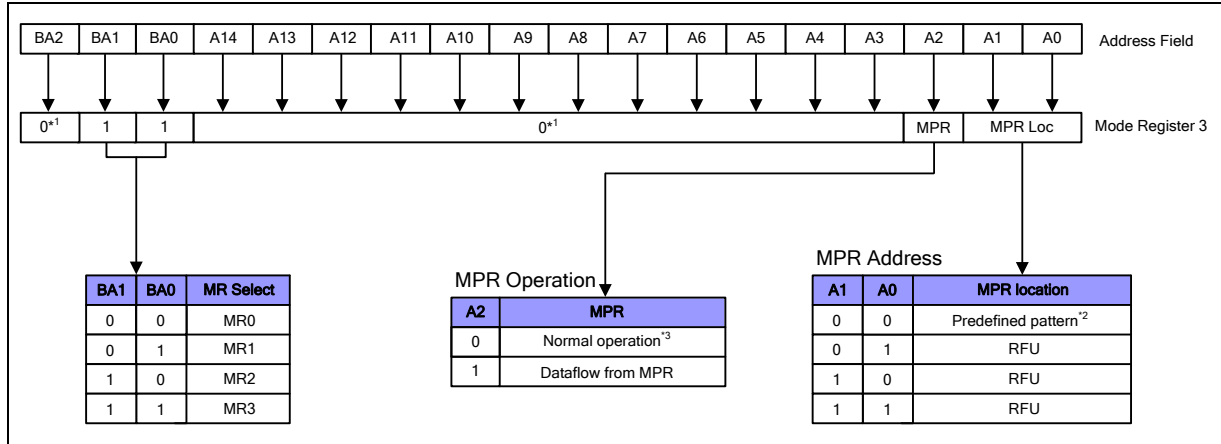 BA2 BA1 BA0 A14 A13 A12 A11 A10 A9 A8 A7 A6 A5 A4 A3 A2 A1 A0 Address Field
0*1 1 1 0*1 MPR MPR Loc Mode Register 3
MPR Address
MPR Operation
BA1 BA0 MR Select
0 0 MR0
0 1 MR1
1 0 MR2
1 1 MR3
A2 MPR
0 Normal operation*3
1 Dataflow from MPR
A1 A0 MPR location
0 0 Predefined pattern*2
0 1 RFU
1 0 RFU
1 1 RFU